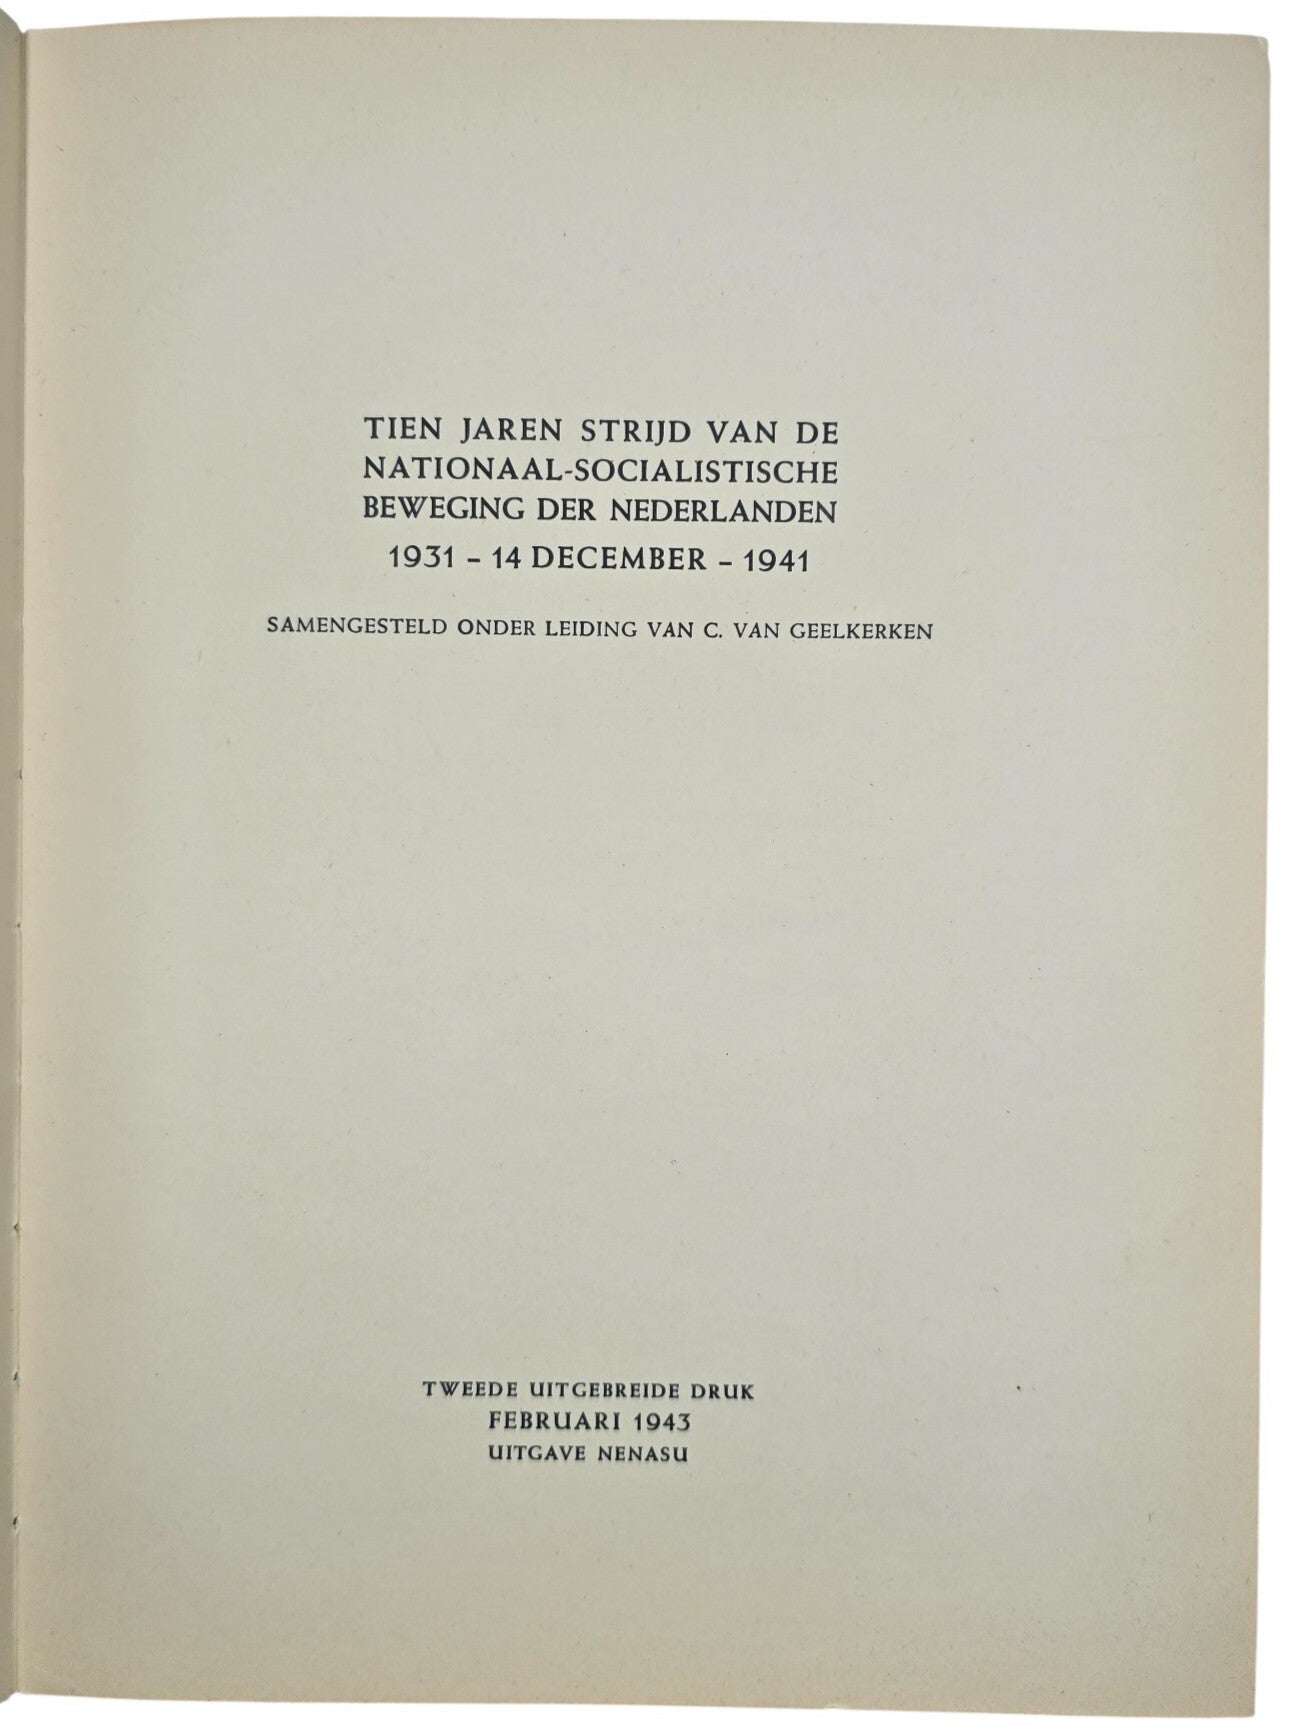 TIEN JAREN STRIJD VAN DE
NATIONAAL-SOCIALISTISCHE
BEWEGING DER NEDERLANDEN
1931 – 14 DECEMBER – 1941
SAMENGESTELD ONDER LEIDING VAN C. VAN GEELKERKEN
TWEEDE UITGEBREIDE DRUK
FEBRUARI 1943
UITGAVE NENASU